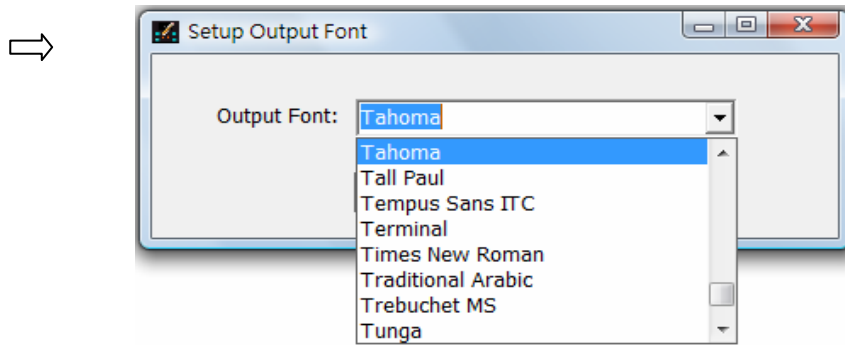 Setup Output Font
Output Font: Tahoma
Tahoma
Tall Paul
Tempus Sans ITC
Terminal
Times New Roman
Traditional Arabic
Trebuchet MS
Tunga